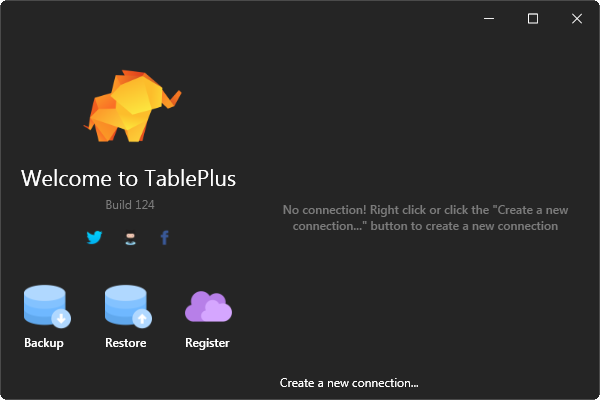 Welcome to TablePlus
Build 124
No connection! Right click or click the "Create a new
connection..." button to create a new connection
Backup
Restore
Register
Create a new connection...